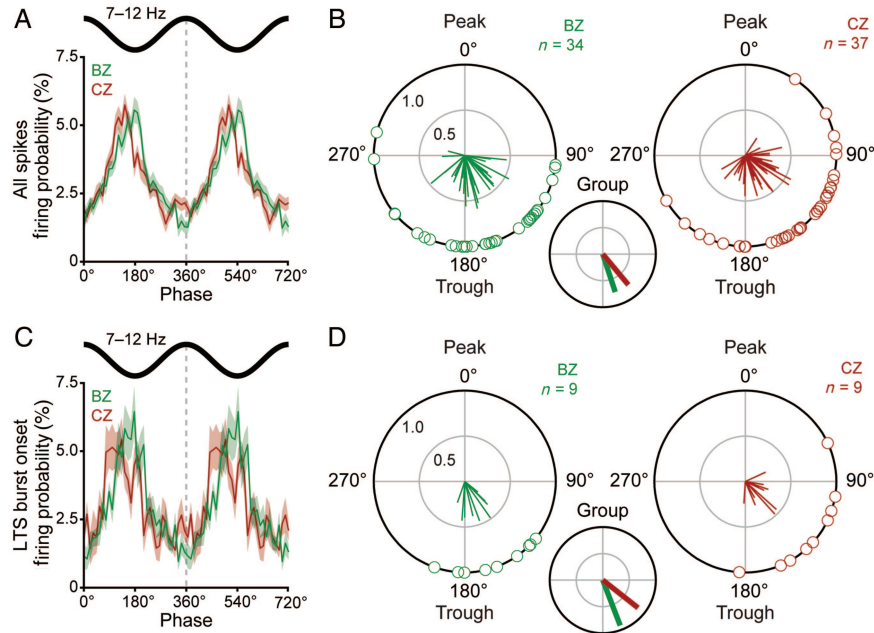 A
7–12 Hz
All spikes
firing probability (%)
7.5
5.0
2.5
0
BZ
CZ
0° 180° 360° 540° 720°
Phase
B
Peak
0°
BZ
n = 34
1.0
0.5
270°
90°
180°
Trough
Group
Peak
0°
CZ
n = 37
270°
90°
180°
Trough
C
7–12 Hz
LTS burst onset
firing probability (%)
7.5
5.0
2.5
0
BZ
CZ
0° 180° 360° 540° 720°
Phase
D
Peak
0°
BZ
n = 9
1.0
0.5
270°
90°
180°
Trough
Group
Peak
0°
CZ
n = 9
270°
90°
180°
Trough